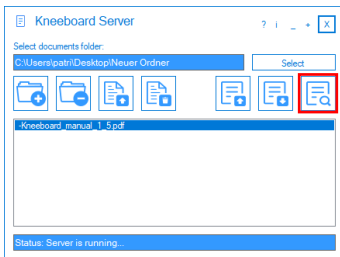 Kneeboard Server
? i _ + X
Select documents folder:
C:\Users\patri\Desktop\Neuer Ordner
Select
-Kneeboard_manual_1_5.pdf
Status: Server is running...